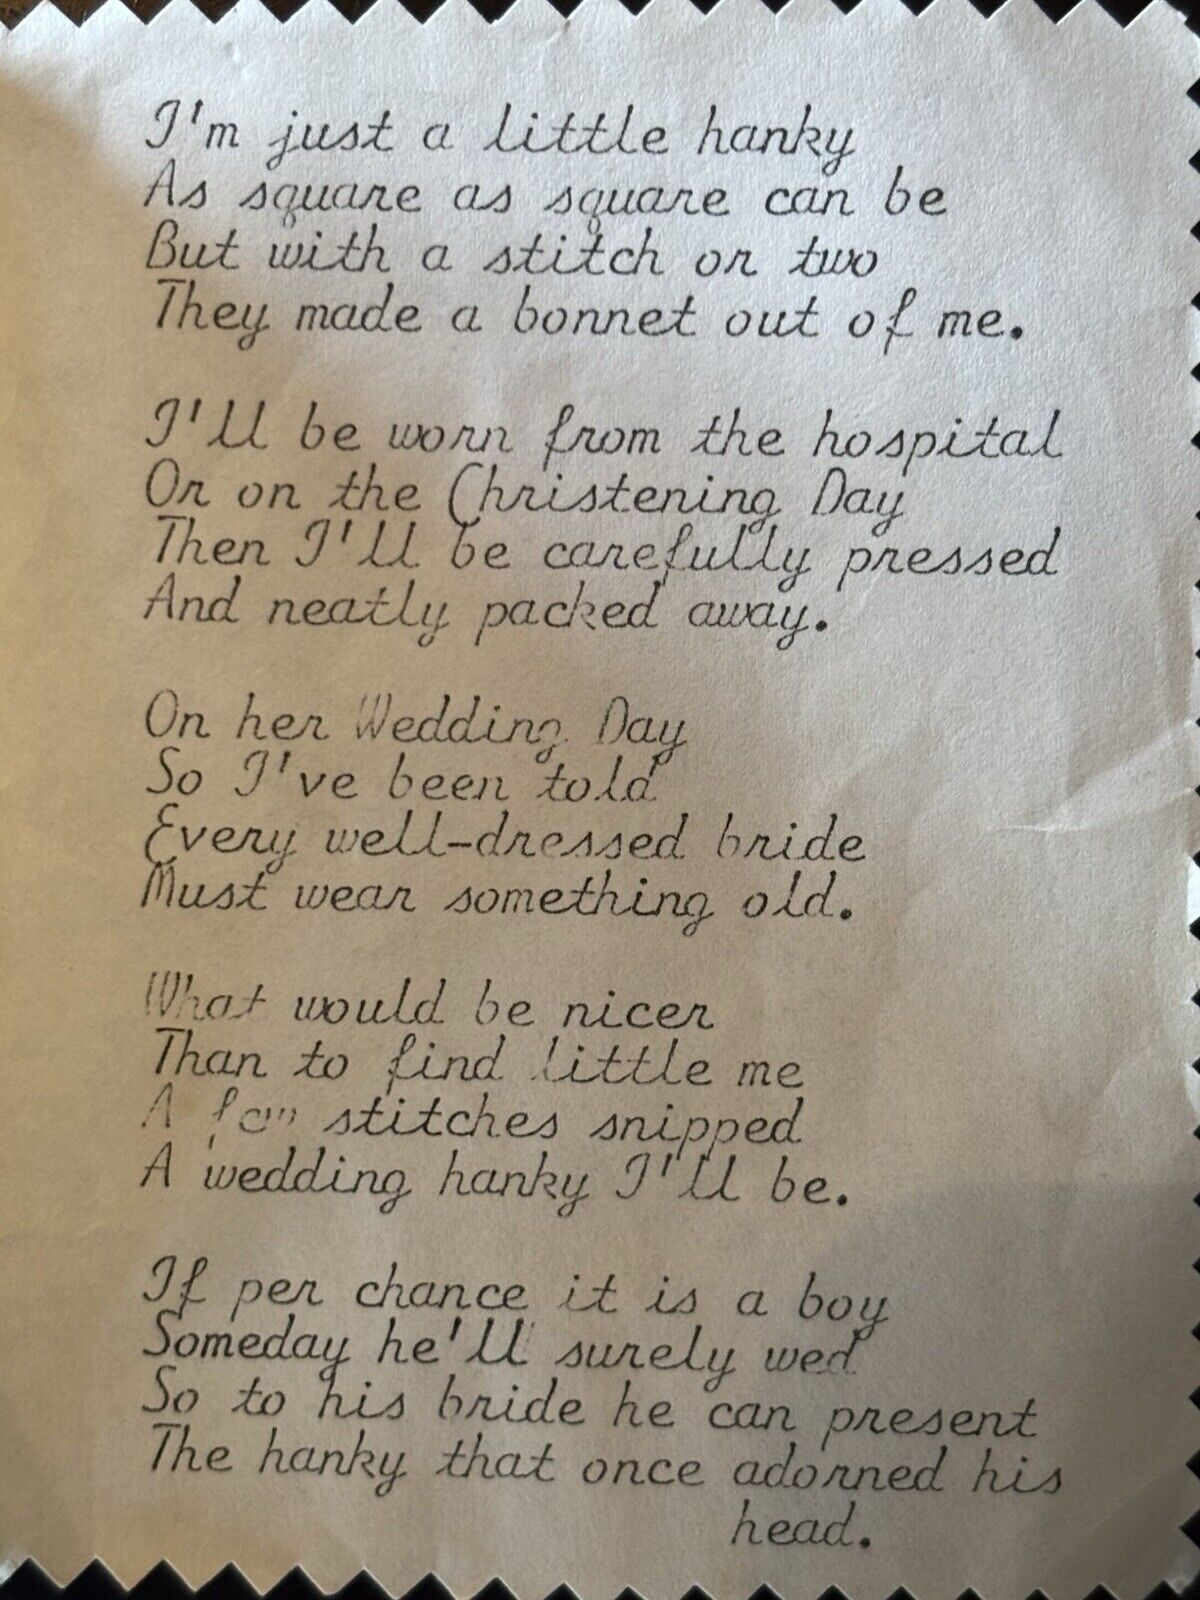 I'm just a little hanky
As square as square can be
But with a stitch or two
They made a bonnet out of me.
I'll be worn from the hospital
Or on the Christening Day
Then I'll be carefully pressed
And neatly packed away.
On her Wedding Day
So I've been told
Every well-dressed bride
Must wear something old.
What would be nicer
Than to find little me
A few stitches snipped
A wedding hanky I'll be.
If per chance it is a boy
Someday he'll surely wed
So to his bride he can present
The hanky that once adorned his
head.